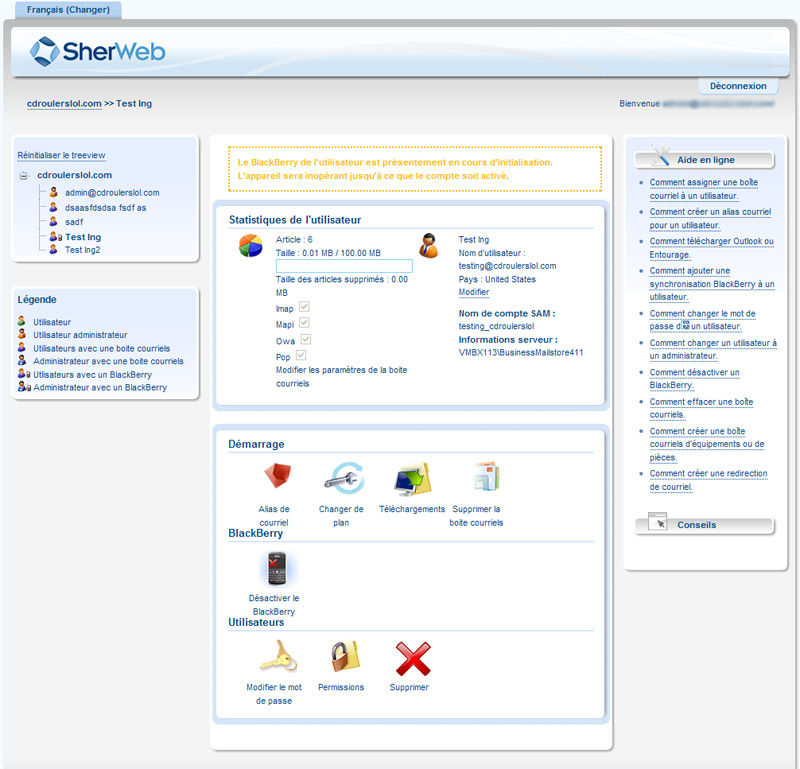 Français (Changer)
SherWeb
Déconnexion
cdroulerslol.com >> Test Ing
Bienvenue
Réinitialiser le treeview
cdroulerslol.com
admin@cdroulerslol.com
dsaasfdsdsa fsdf as
sadf
Test Ing
Test Ing2
Légende
Utilisateur
Utilisateur administrateur
Utilisateurs avec une boite courriels
Administrateur avec une boite courriels
Utlisateurs avec un BlackBerry
Administrateur avec un BlackBerry
Le BlackBerry de l'utilisateur est présentement en cours d'initialisation.
L'appareil sera inopérant jusqu'à ce que le compte soit activé.
Statistiques de l'utilisateur
Article : 6
Taille : 0.01 MB / 100.00 MB
Taille des articles supprimés : 0.00
MB
Imap
Mapi
Owa
Pop
Modifier les paramètres de la boite
courriels
Test Ing
Nom d'utilisateur :
testing@cdroulerslol.com
Pays : United States
Modifier
Nom de compte SAM :
testing_cdroulerslol
Informations serveur :
VMBX113\BusinessMailstore411
Démarrage
Alias de
courriel
Changer de
plan
Téléchargements
Supprimer la
boite courriels
BlackBerry
Désactiver le
BlackBerry
Utilisateurs
Modifier le mot
de passe
Permissions
Supprimer
Aide en ligne
Comment assigner une boîte
courriel à un utilisateur.
Comment créer un alias courriel
pour un utilisateur.
Comment télécharger Outlook ou
Entourage.
Comment ajouter une
synchronisation BlackBerry à un
utilisateur.
Comment changer le mot de
passe d un utilisateur.
Comment changer un utilisateur à
un administrateur.
Comment désactiver un
BlackBerry.
Comment effacer une boîte
courriels.
Comment créer une boîte
courriels d'équipements ou de
pièces.
Comment créer une redirection
de courriel.
Conseils